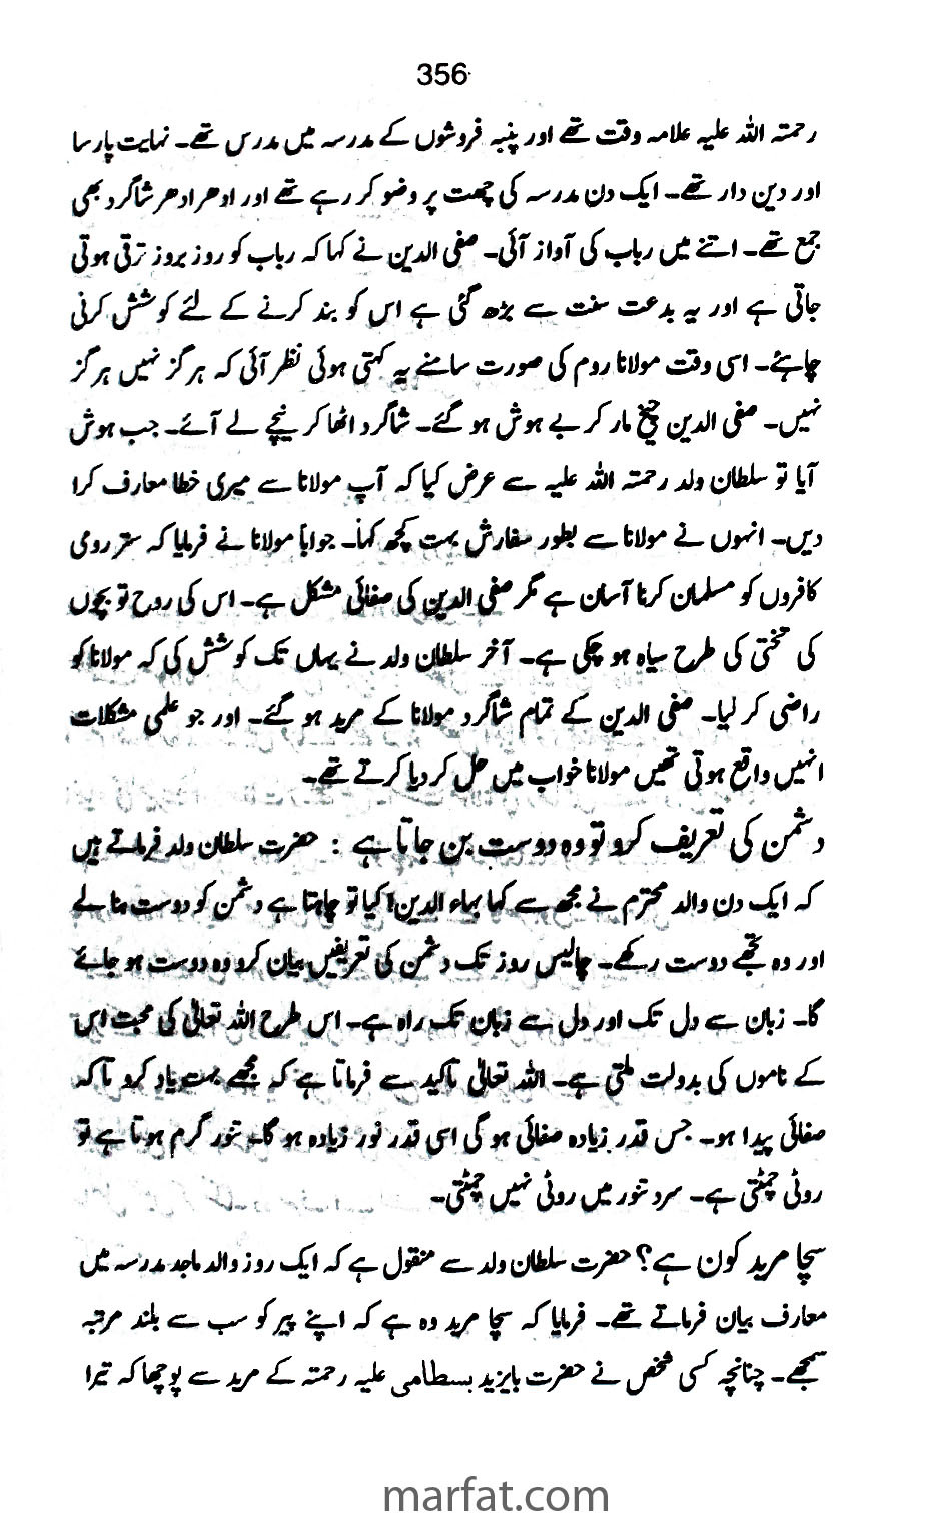 356
رحمتہ اللہ علیہ علامہ وقت تھے اور پنبہ فروشوں کے مدرسہ میں مدرس تھے۔ نہایت پارسا
اور دین دار تھے۔ ایک دن مدرسہ کی چھت پر وضو کر رہے تھے اور ادھر ادھر شاگرد بھی
جمع تھے۔ اتنے میں رباب کی آواز آئی۔ صفی الدین نے کہا کہ رباب کو روز بروز ترقی ہوتی
جاتی ہے اور یہ بدعت سنت سے بڑھ گئی ہے اس کو بند کرنے کے لئے کوشش کرنی
چاہئے۔ اسی وقت مولانا روم کی صورت سامنے یہ کہتی ہوئی نظر آئی کہ ہرگز نہیں ہرگز
نہیں۔ صفی الدین چیخ مار کر بے ہوش ہو گئے۔ شاگرد اٹھا کر نیچے لے آئے۔ جب ہوش
آیا تو سلطان ولد رحمتہ اللہ علیہ سے عرض کیا کہ آپ مولانا سے میری خطا معارف کرا
دیں۔ انہوں نے مولانا سے بطور سفارش بہت کچھ کہا۔ جواباً مولانا نے فرمایا کہ ستر رومی
کافروں کو مسلمان کرنا آسان ہے مگر صفی الدین کی صفائی مشکل ہے۔ اس کی روح تو بچوں
کی تختی کی طرح سیاہ ہو چکی ہے۔ آخر سلطان ولد نے یہاں تک کوشش کی کہ مولانا کو
راضی کر لیا۔ صفی الدین کے تمام شاگرد مولانا کے مرید ہو گئے۔ اور جو علمی مشکلات
انہیں واقع ہوتی تھیں مولانا خواب میں حل کر دیا کرتے تھے۔
دشمن کی تعریف کرو تو وہ دوست بن جاتا ہے : حضرت سلطان ولد فرماتے ہیں
کہ ایک دن والد محترم نے مجھ سے کہا بہاء الدین! کیا تو چاہتا ہے دشمن کو دوست بنا لے
اور وہ تجھے دوست رکھے۔ چالیس روز تک دشمن کی تعریفیں بیان کرو وہ دوست ہو جائے
گا۔ زبان سے دل تک اور دل سے زبان تک راہ ہے۔ اس طرح اللہ تعالیٰ کی محبت اس
کے ناموں کی بدولت ملتی ہے۔ اللہ تعالیٰ تاکید سے فرماتا ہے کہ مجھے بہت یاد کرو تاکہ
صفائی پیدا ہو۔ جس قدر زیادہ صفائی ہو گی اسی قدر نور زیادہ ہو گا۔ تنور گرم ہوتا ہے تو
روٹی چمٹتی ہے۔ سرد تنور میں روٹی نہیں چمٹتی۔
سچا مرید کون ہے؟ حضرت سلطان ولد سے منقول ہے کہ ایک روز والد ماجد مدرسہ میں
معارف بیان فرماتے تھے۔ فرمایا کہ سچا مرید وہ ہے کہ اپنے پیر کو سب سے بلند مرتبہ
سمجھے۔ چنانچہ کسی شخص نے حضرت بایزید بسطامی علیہ رحمتہ کے مرید سے پوچھا کہ تیرا
marfat.com